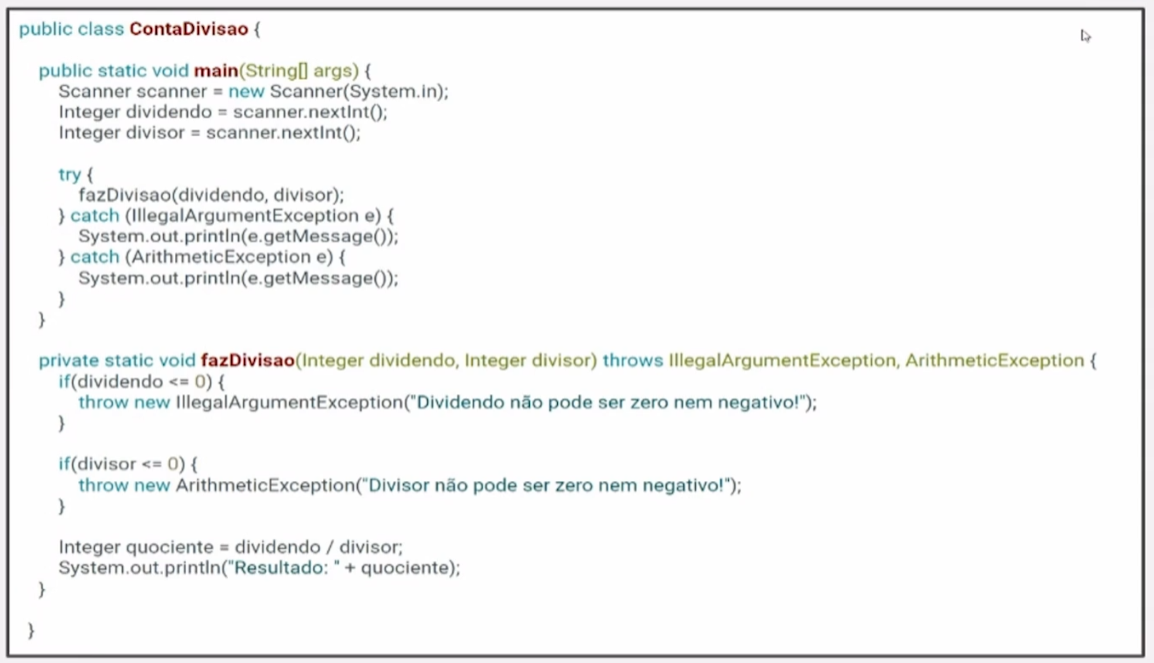 public class ContaDivisao {
public static void main(String[] args) {
Scanner scanner = new Scanner(System.in);
Integer dividendo = scanner.nextInt();
Integer divisor = scanner.nextInt();
try {
fazDivisao(dividendo, divisor);
} catch (IllegalArgumentException e) {
System.out.println(e.getMessage());
} catch (ArithmeticException e) {
System.out.println(e.getMessage());
}
}
private static void fazDivisao(Integer dividendo, Integer divisor) throws IllegalArgumentException, ArithmeticException {
if(dividendo <= 0) {
throw new IllegalArgumentException("Dividendo não pode ser zero nem negativo!");
}
if(divisor <= 0) {
throw new ArithmeticException("Divisor não pode ser zero nem negativo!");
}
Integer quociente = dividendo / divisor;
System.out.println("Resultado: " + quociente);
}
}